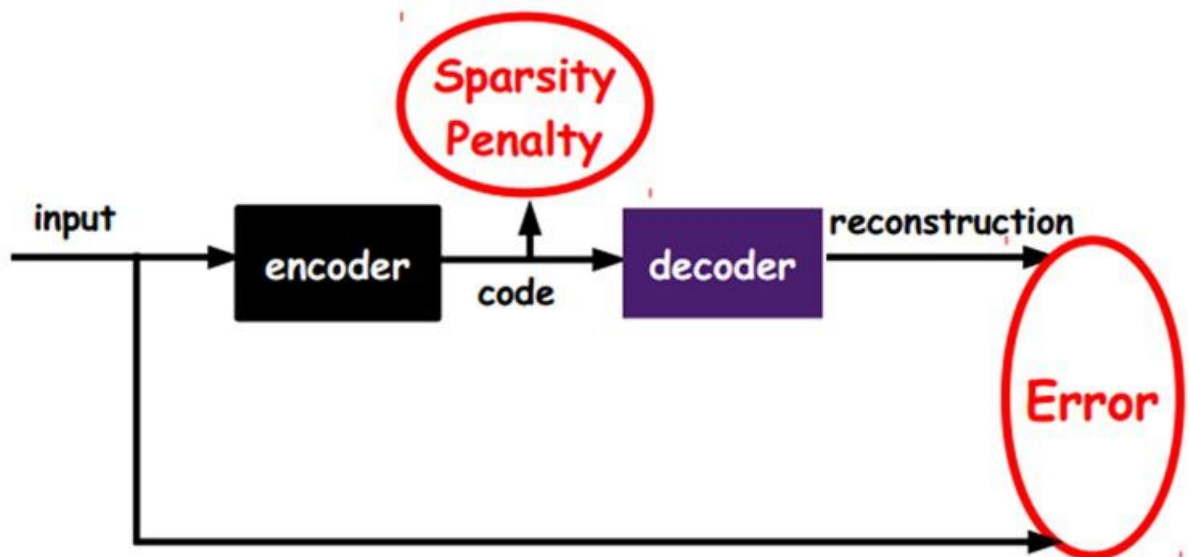 Sparsity
Penalty
input
encoder
code
decoder
reconstruction
Error